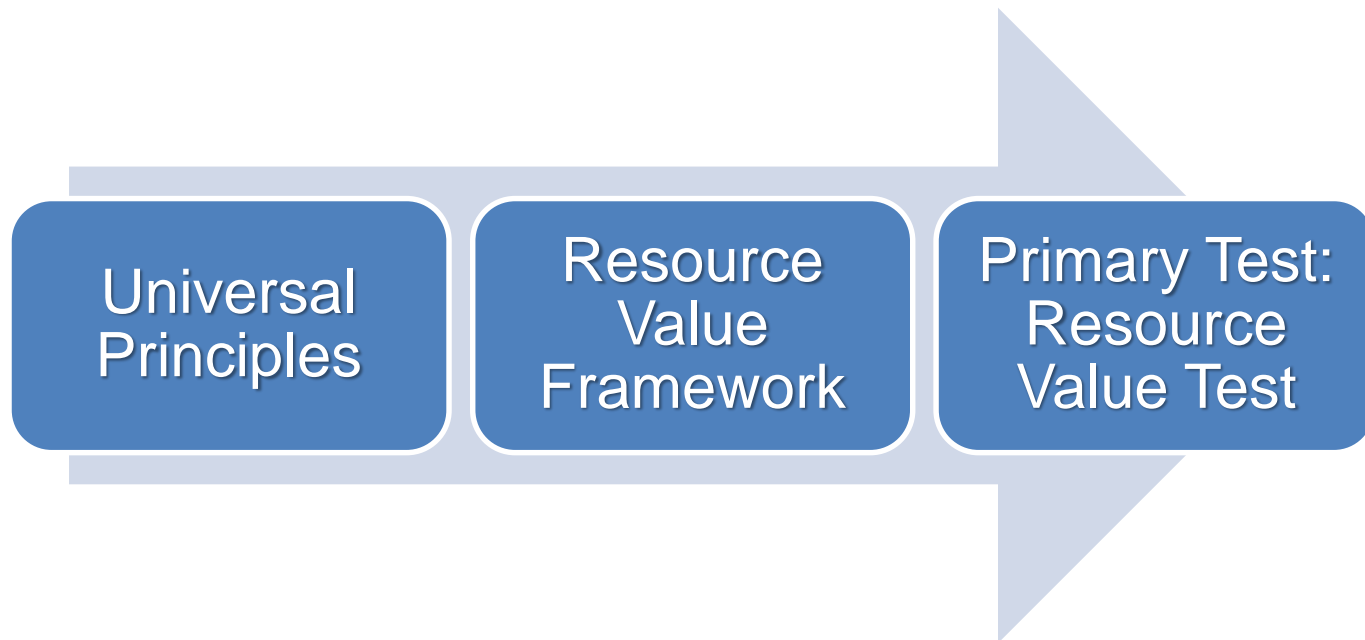 Universal
Principles
Resource
Value
Framework
Primary Test:
Resource
Value Test